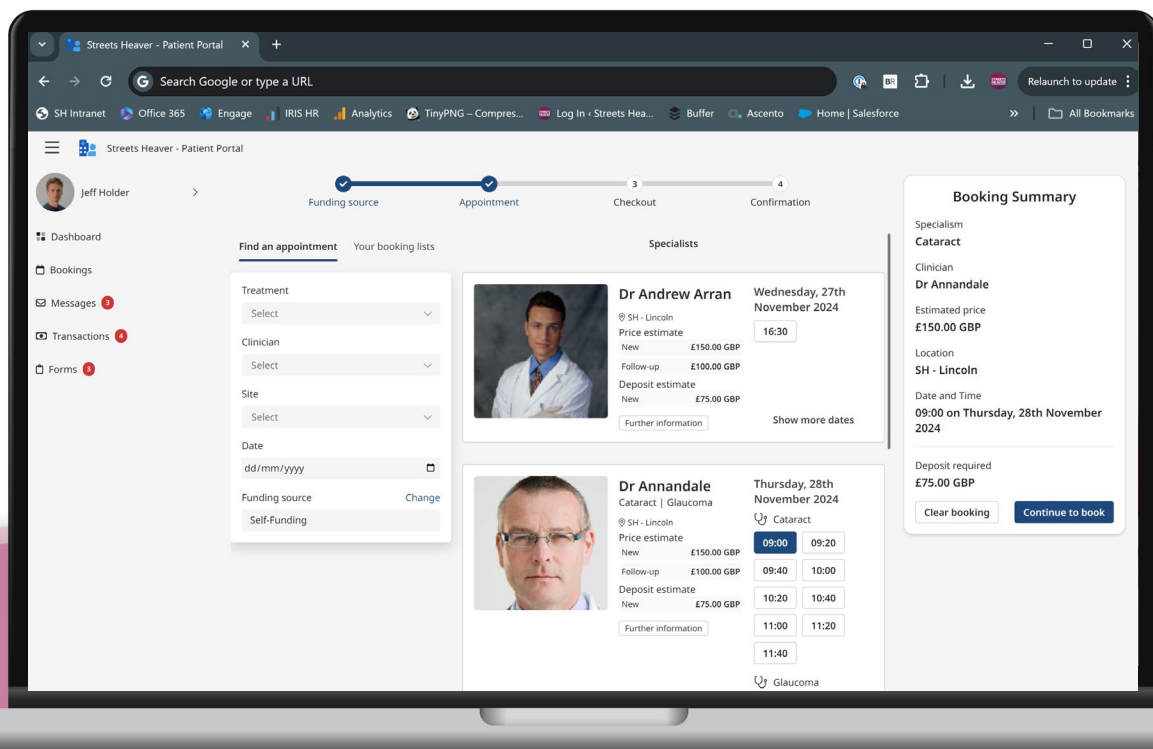 Streets Heaver - Patient Portal
G Search Google or type a URL
BR
Relaunch to update
SH Intranet Office 365 Engage IRIS HR Analytics TinyPNG – Compres... Log In ‹ Streets Hea... Buffer Ascento Home | Salesforce » All Bookmarks
Streets Heaver - Patient Portal
Jeff Holder
Dashboard
Bookings
Messages 3
Transactions 4
Forms 3
Funding source
Appointment
3
Checkout
4
Confirmation
Find an appointment Your booking lists
Treatment
Select
Clinician
Select
Site
Select
Date
dd/mm/yyyy
Funding source Change
Self-Funding
Specialists
Dr Andrew Arran
SH - Lincoln
Price estimate
New £150.00 GBP
Follow-up £100.00 GBP
Deposit estimate
New £75.00 GBP
Further information
Wednesday, 27th
November 2024
16:30
Show more dates
Dr Annandale
Cataract | Glaucoma
SH - Lincoln
Price estimate
New £150.00 GBP
Follow-up £100.00 GBP
Deposit estimate
New £75.00 GBP
Further information
Thursday, 28th
November 2024
Cataract
09:00 09:20
09:40 10:00
10:20 10:40
11:00 11:20
11:40
Glaucoma
Booking Summary
Specialism
Cataract
Clinician
Dr Annandale
Estimated price
£150.00 GBP
Location
SH - Lincoln
Date and Time
09:00 on Thursday, 28th November
2024
Deposit required
£75.00 GBP
Clear booking Continue to book